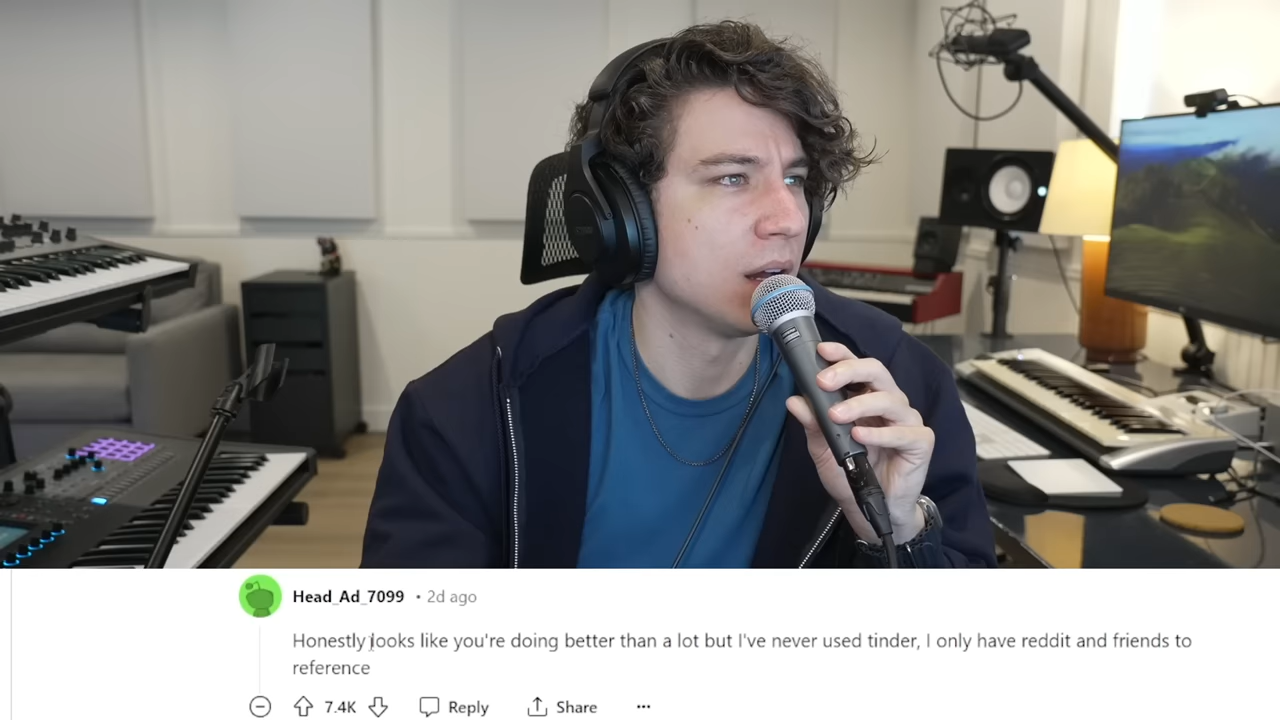 Head_Ad_7099 • 2d ago
Honestly looks like you're doing better than a lot but I've never used tinder, I only have reddit and friends to
reference
7.4K Reply Share ...